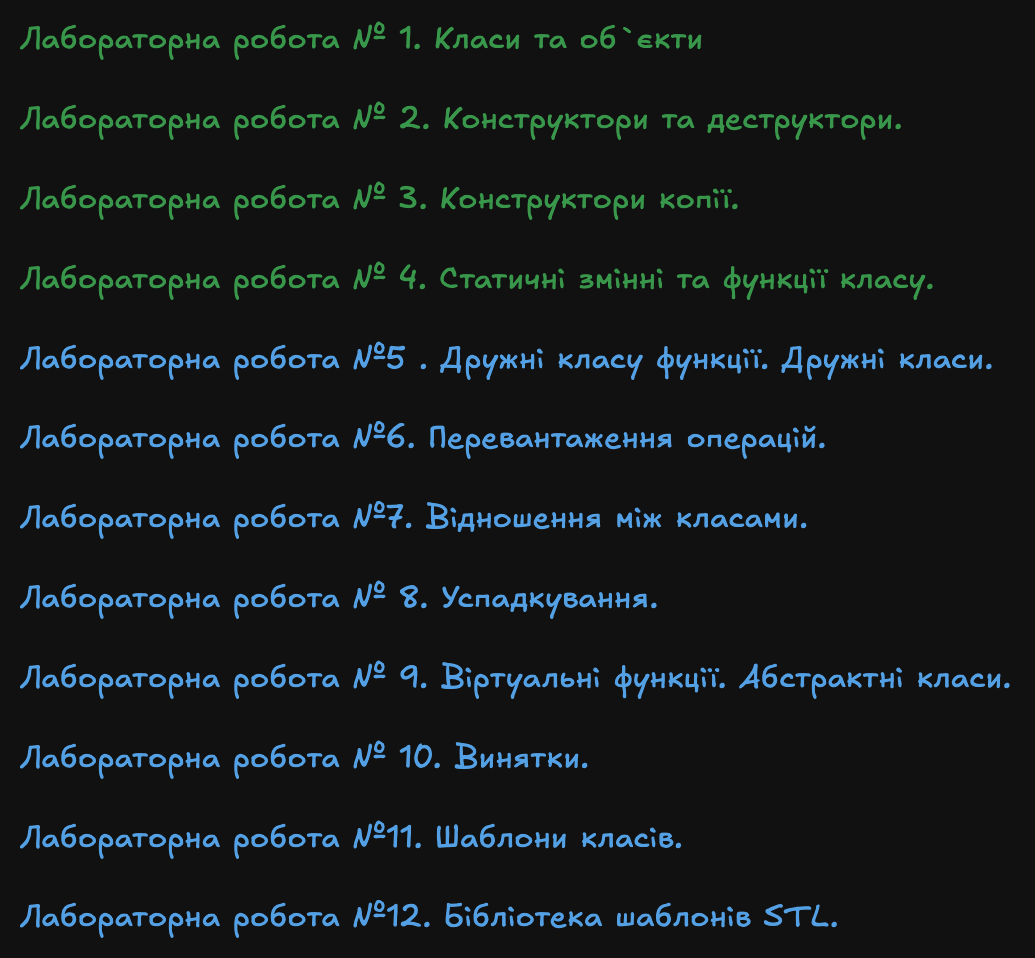 Лабораторна робота № 1. Класи та об`єкти
Лабораторна робота № 2. Конструктори та деструктори.
Лабораторна робота № 3. Конструктори копії.
Лабораторна робота № 4. Статичні змінні та функції класу.
Лабораторна робота №5 . Дружні класу функції. Дружні класи.
Лабораторна робота №6. Перевантаження операцій.
Лабораторна робота №7. Відношення між класами.
Лабораторна робота № 8. Успадкування.
Лабораторна робота № 9. Віртуальні функції. Абстрактні класи.
Лабораторна робота № 10. Винятки.
Лабораторна робота №11. Шаблони класів.
Лабораторна робота №12. Бібліотека шаблонів STL.